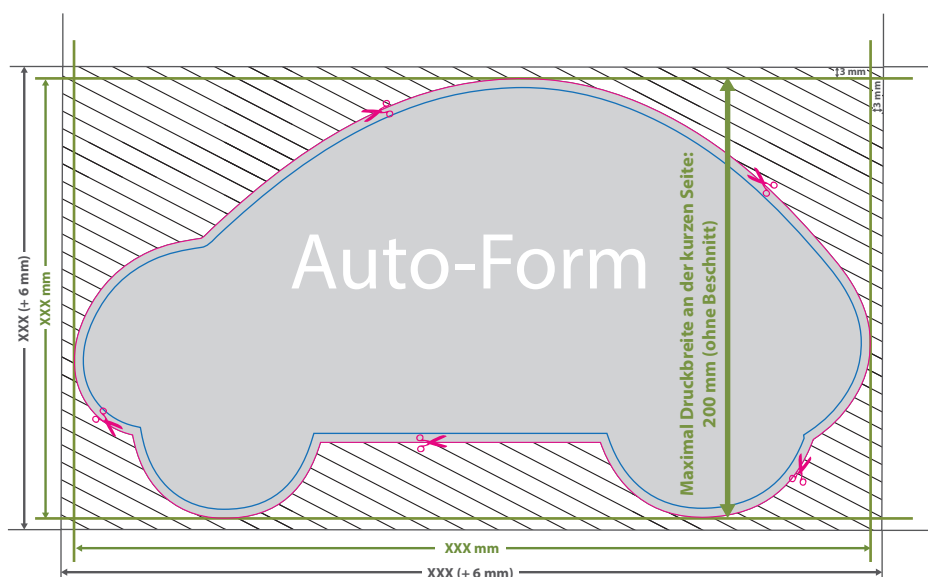 3 mm
3 mm
Auto-Form
Maximal Druckbreite an der kurzen Seite:
200 mm (ohne Beschnitt)
XXX (+ 6 mm)
XXX mm
XXX mm
XXX (+ 6 mm)